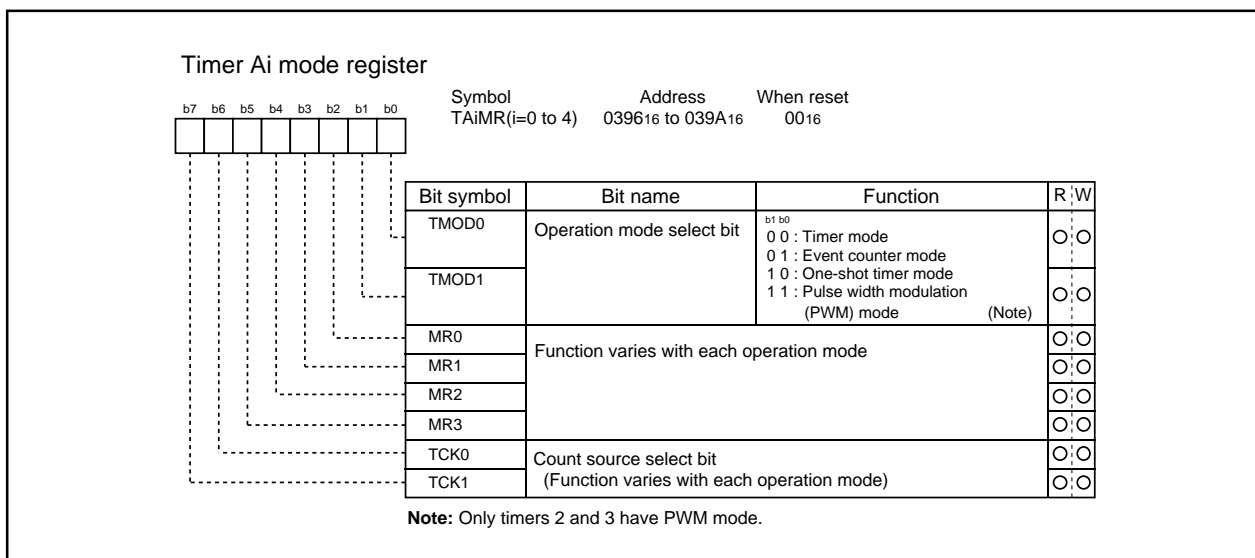 Timer Ai mode register
Symbol Address When reset
TAiMR(i=0 to 4) 039616 to 039A16 0016
b7 b6 b5 b4 b3 b2 b1 b0
Bit symbol Bit name Function R W
TMOD0 Operation mode select bit b1 b0
0 0 : Timer mode
0 1 : Event counter mode
TMOD1 1 0 : One-shot timer mode
1 1 : Pulse width modulation
(PWM) mode (Note)
MR0 Function varies with each operation mode
MR1
MR2
MR3
TCK0 Count source select bit
TCK1 (Function varies with each operation mode)
Note: Only timers 2 and 3 have PWM mode.